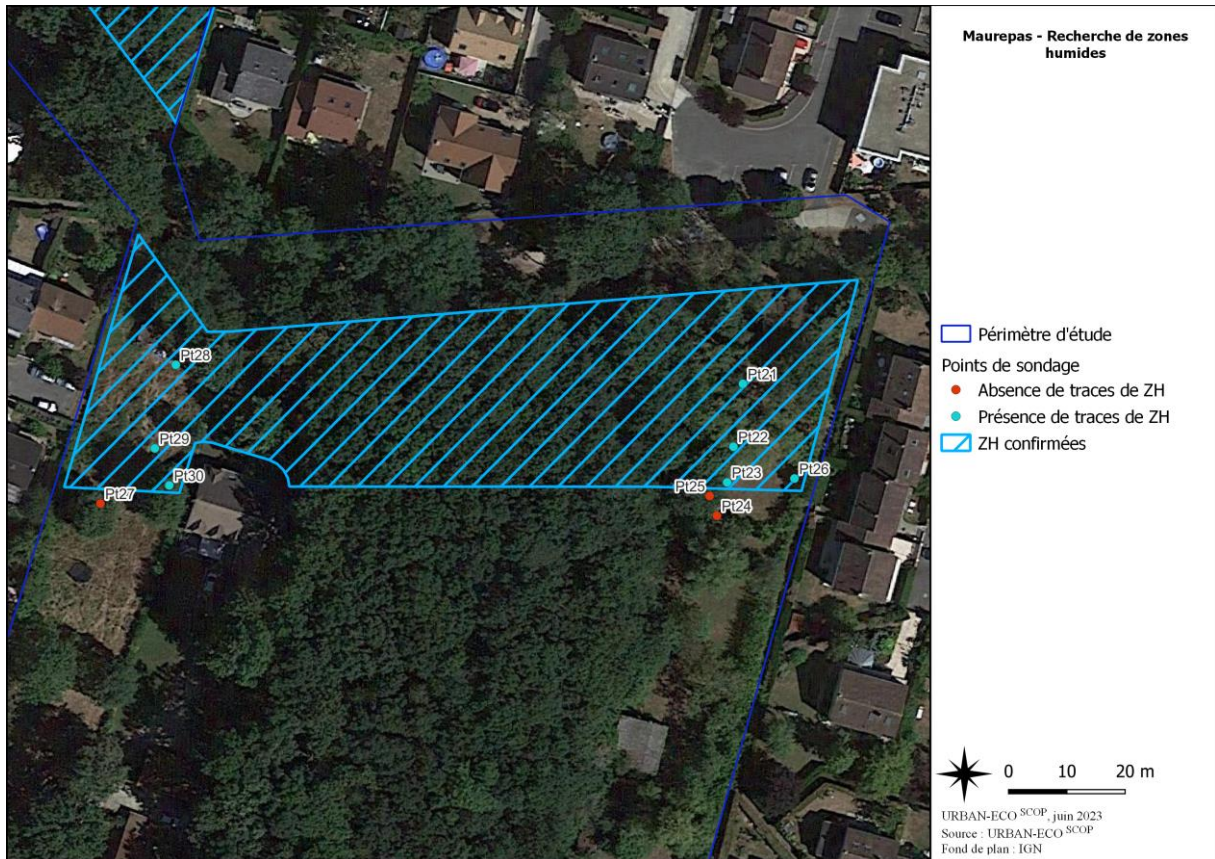 Maurepas - Recherche de zones
humides
Pt28
Pt21
Pt29
Pt22
Pt30
Pt23
Pt26
Pt27
Pt25
Pt24
Périmètre d'étude
Points de sondage
Absence de traces de ZH
Présence de traces de ZH
ZH confirmées
0 10 20 m
URBAN-ECO SCOP, juin 2023
Source : URBAN-ECO SCOP
Fond de plan : IGN